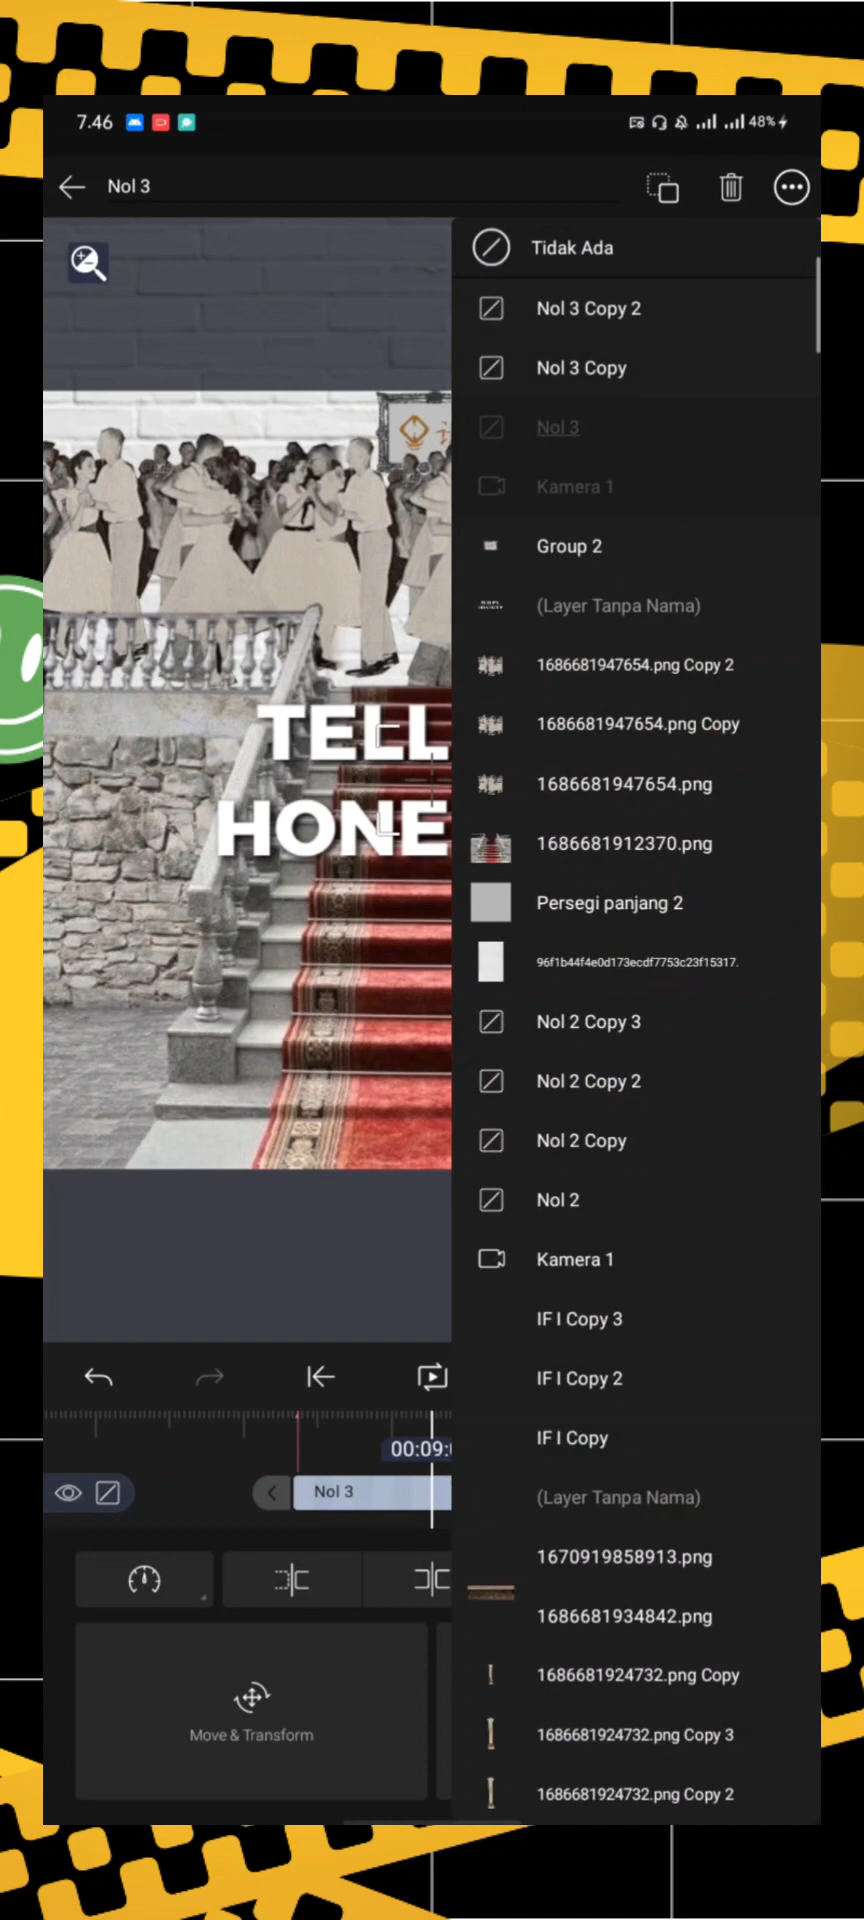 7.46
48%
Nol 3
Tidak Ada
Nol 3 Copy 2
Nol 3 Copy
Nol 3
Kamera 1
Group 2
(Layer Tanpa Nama)
1686681947654.png Copy 2
1686681947654.png Copy
1686681947654.png
1686681912370.png
Persegi panjang 2
96f1b44f4e0d173ecdf7753c23f15317.
Nol 2 Copy 3
Nol 2 Copy 2
Nol 2 Copy
Nol 2
Kamera 1
IF I Copy 3
IF I Copy 2
IF I Copy
(Layer Tanpa Nama)
1670919858913.png
1686681934842.png
1686681924732.png Copy
1686681924732.png Copy 3
1686681924732.png Copy 2
TELL
HONE
00:09:
Nol 3
Move & Transform